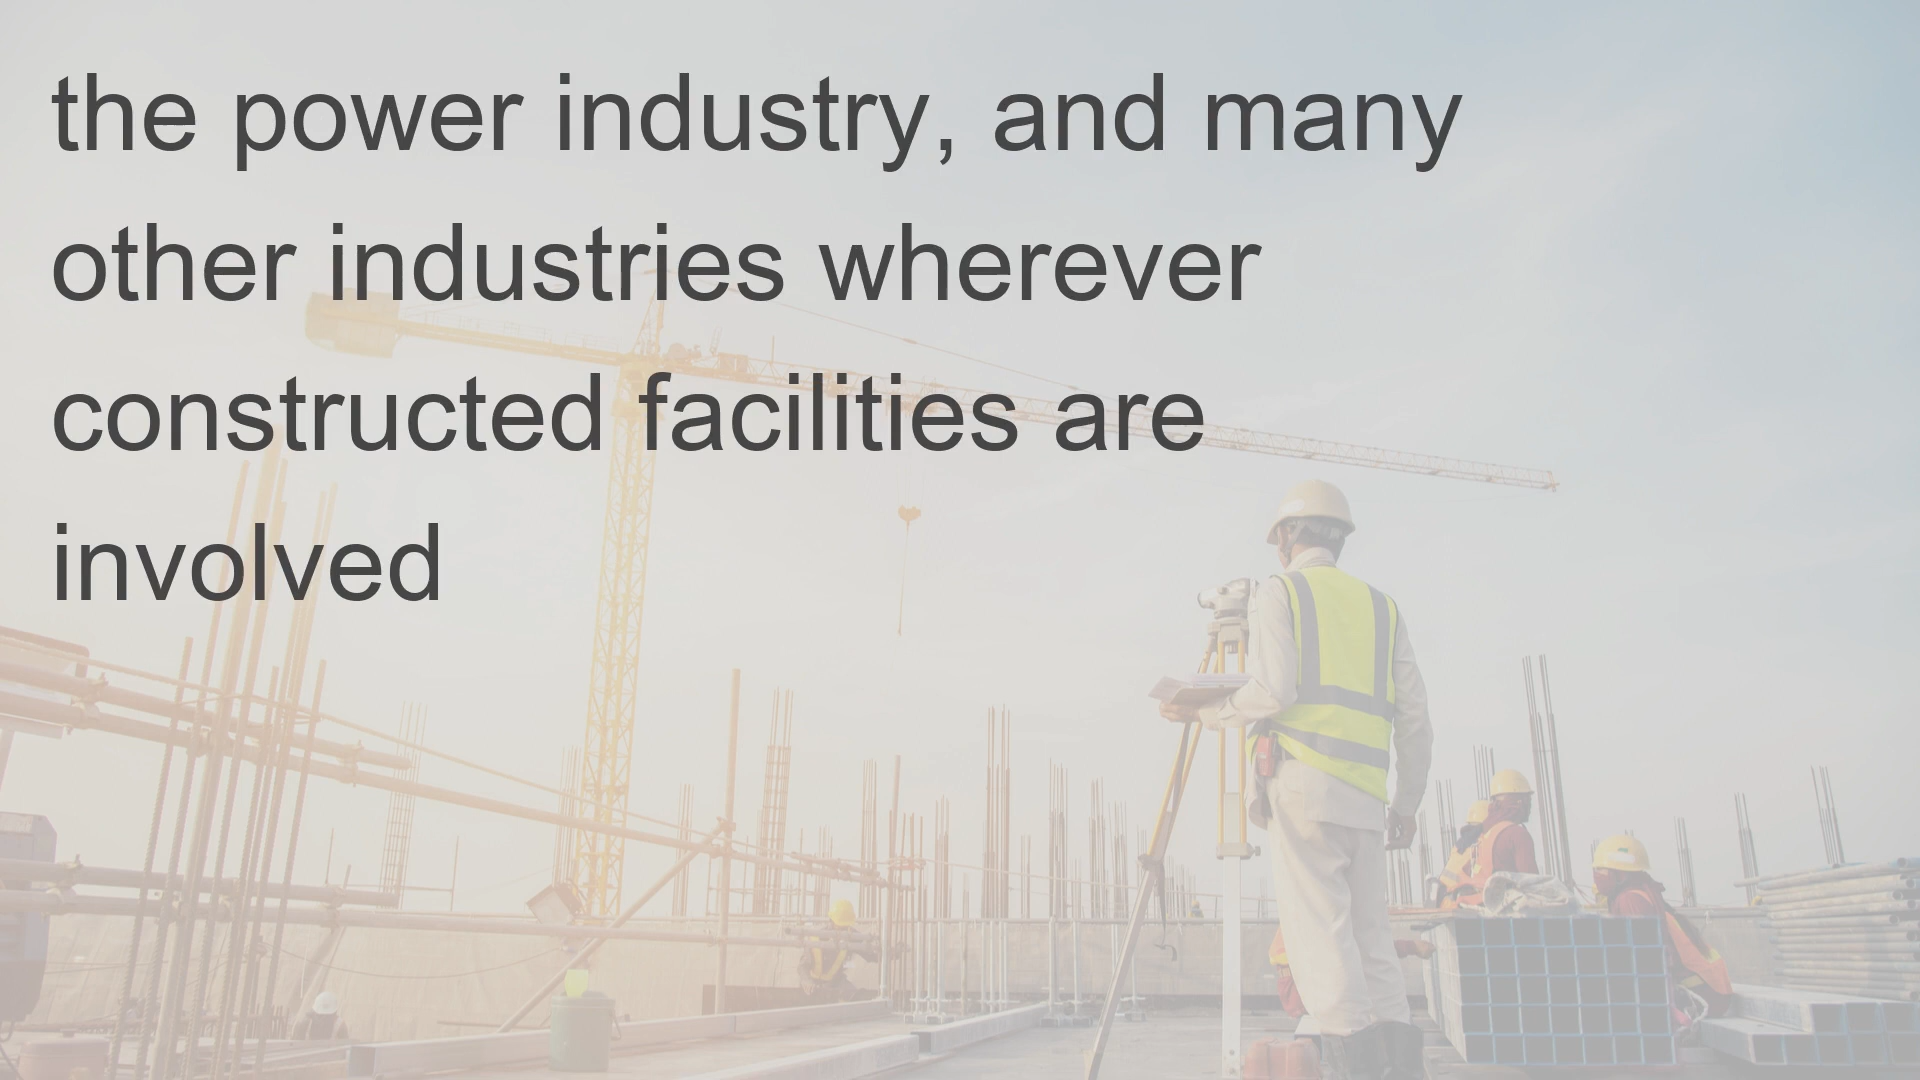 the power industry, and many
other industries wherever
constructed facilities are
involved